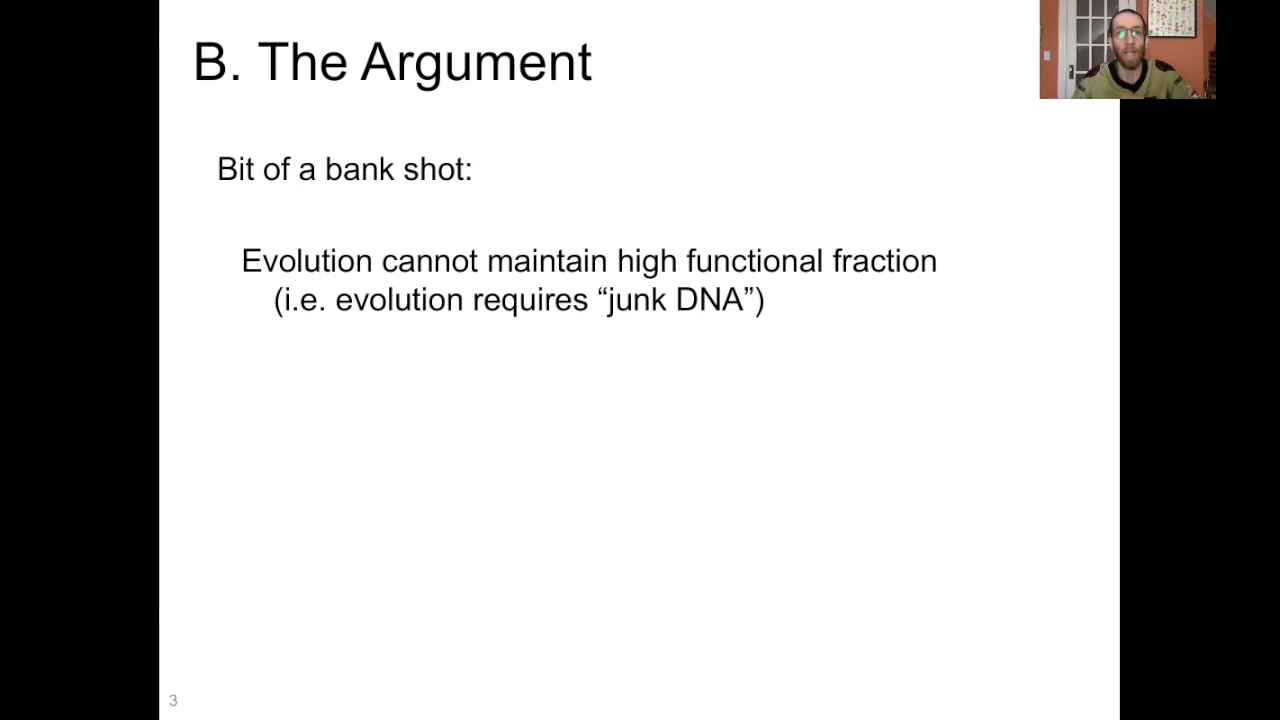 B. The Argument
Bit of a bank shot:
Evolution cannot maintain high functional fraction
(i.e. evolution requires “junk DNA”)
3